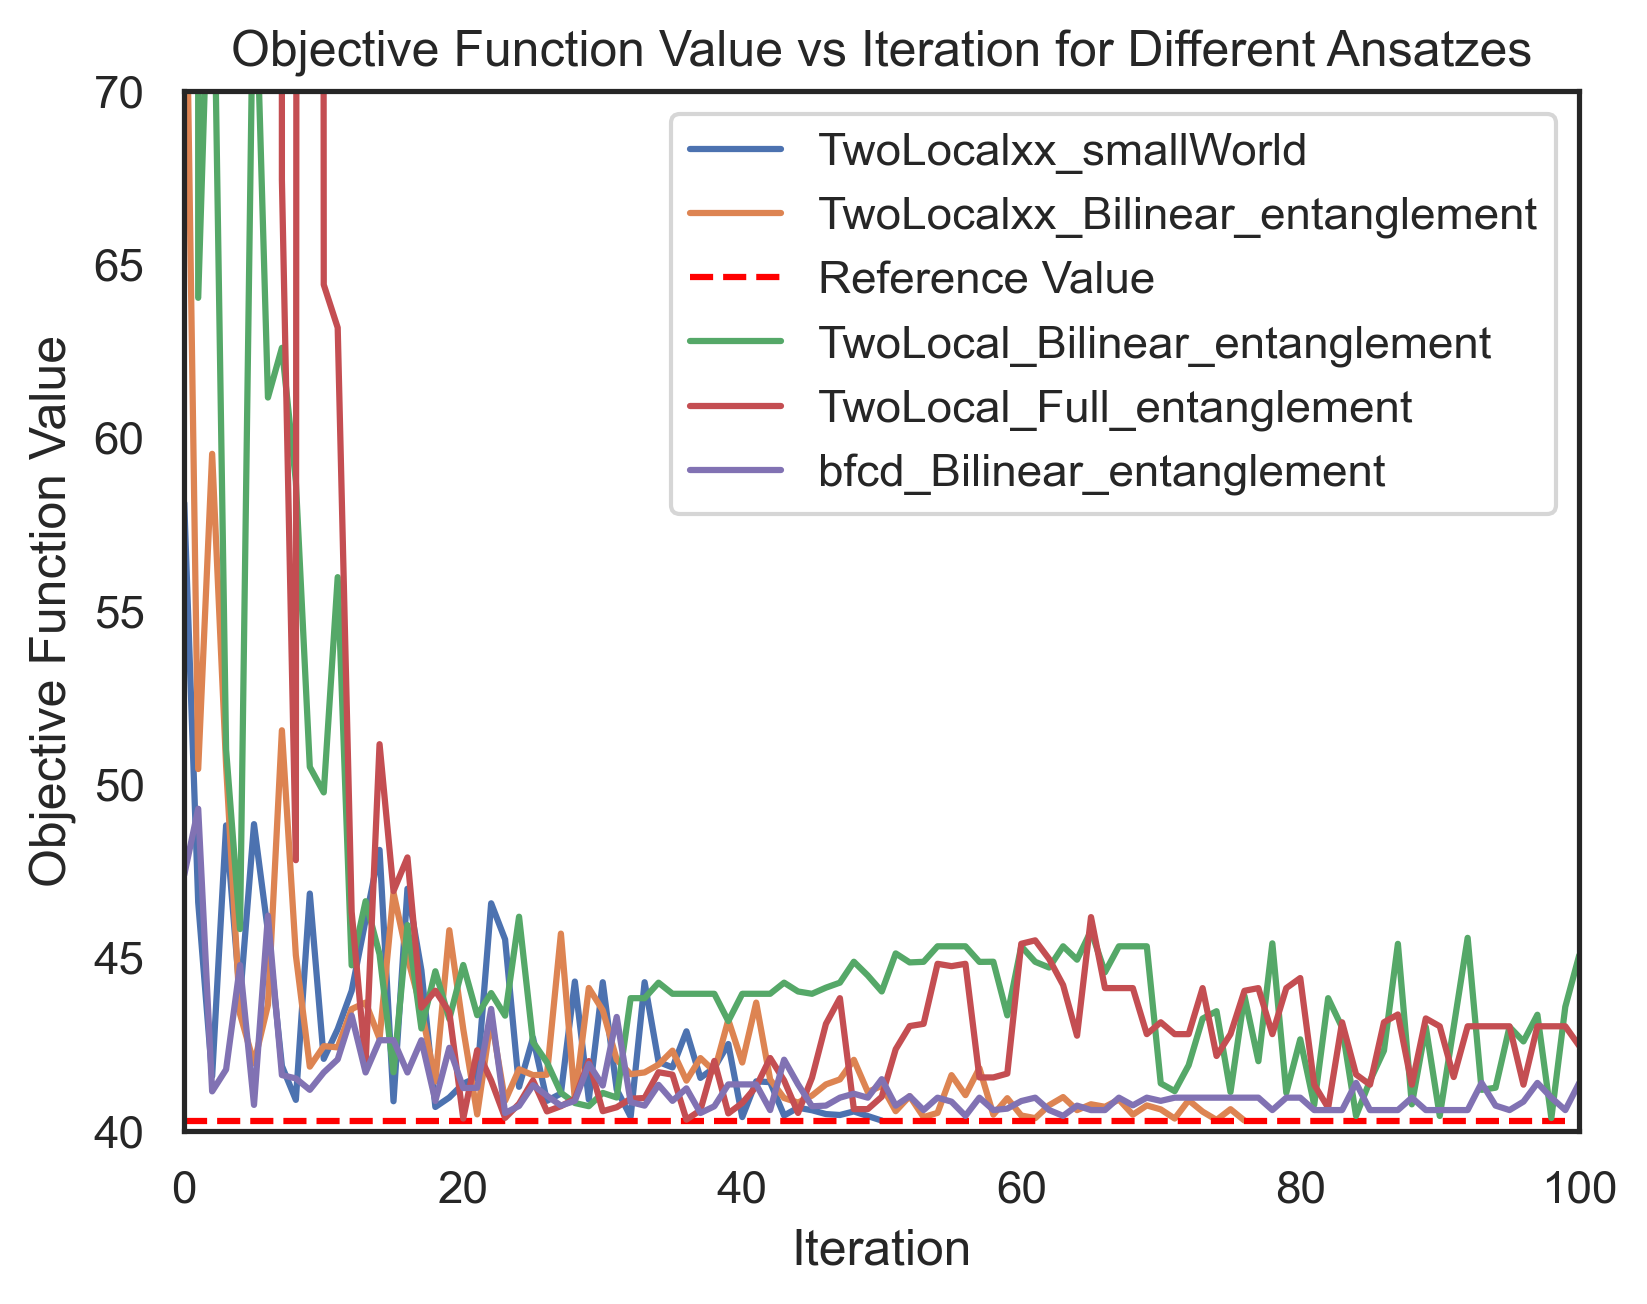 Objective Function Value vs Iteration for Different Ansatzes
70
65
60
55
50
45
40
Objective Function Value
TwoLocalxx_smallWorld
TwoLocalxx_Bilinear_entanglement
Reference Value
TwoLocal_Bilinear_entanglement
TwoLocal_Full_entanglement
bfcd_Bilinear_entanglement
0 20 40 60 80 100
Iteration